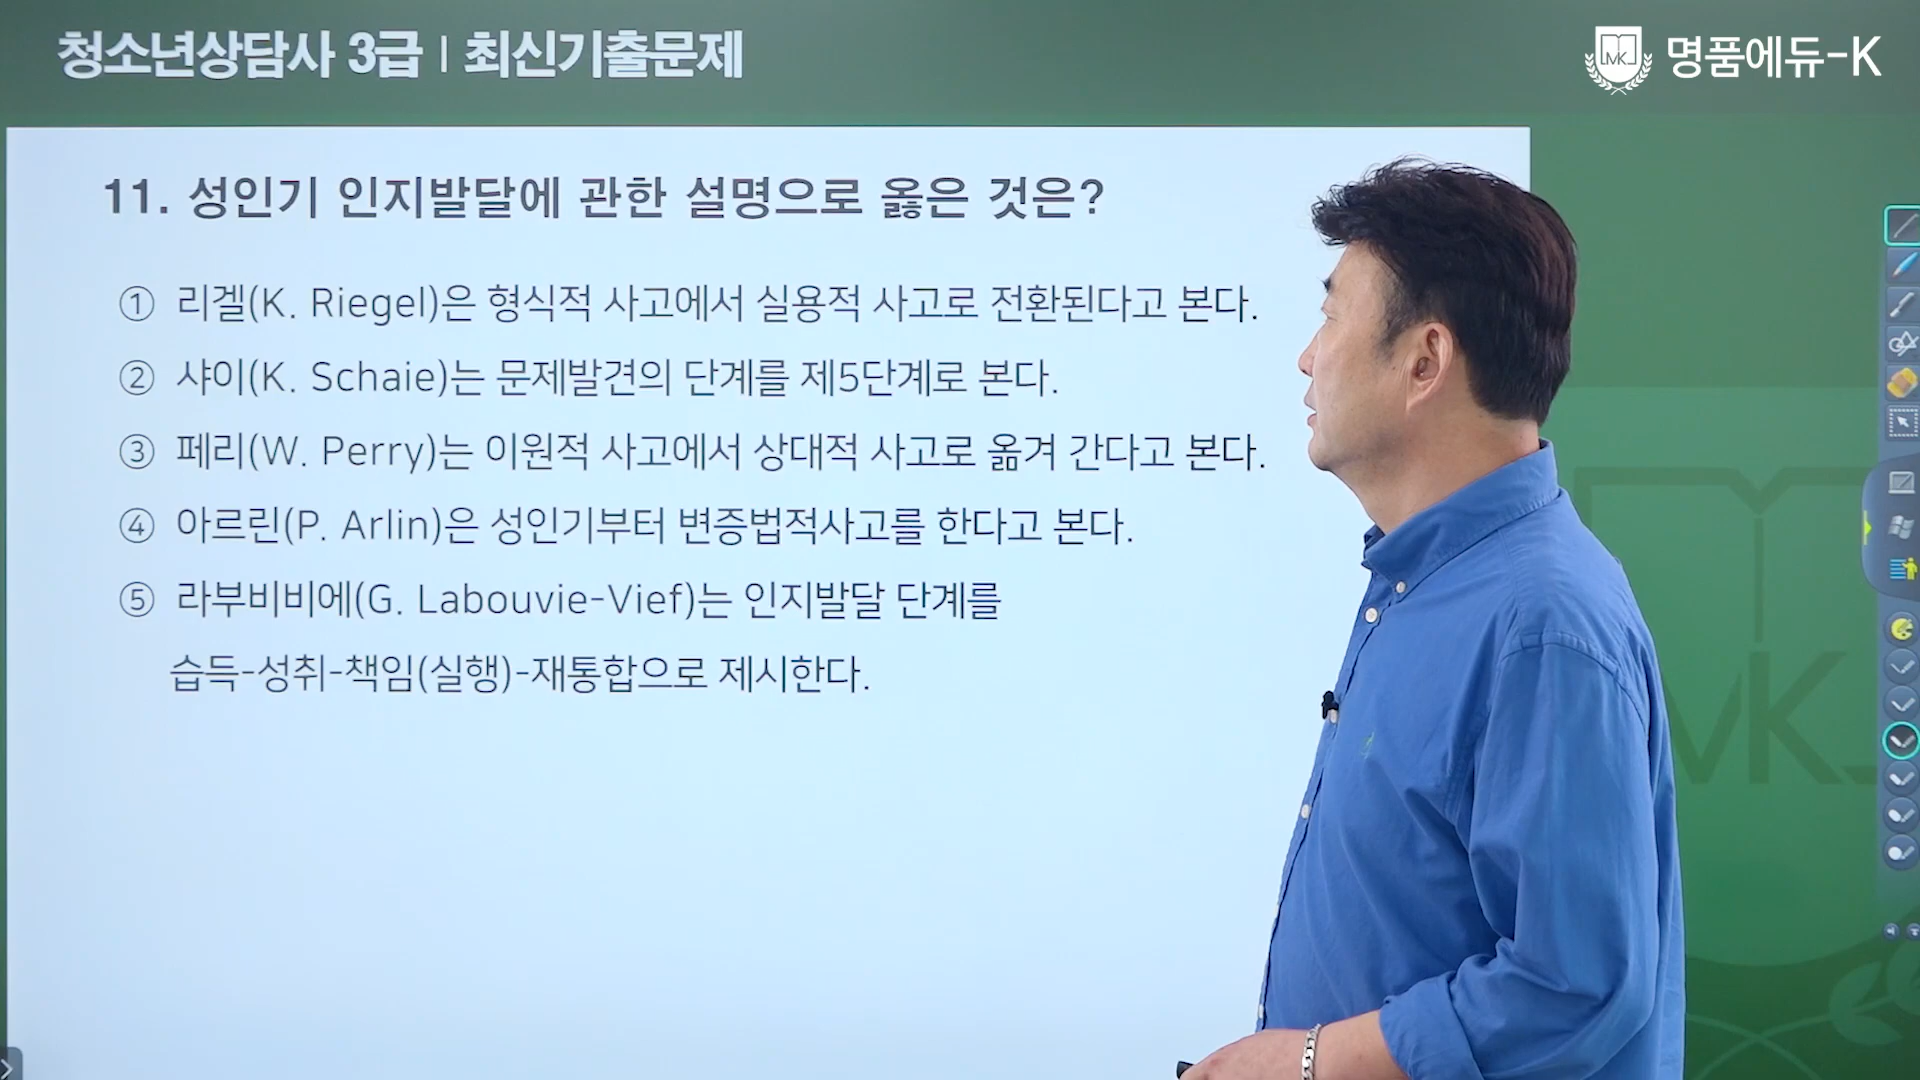 청소년상담사 3급 | 최신기출문제
명품에듀-K
MK
11. 성인기 인지발달에 관한 설명으로 옳은 것은?
① 리겔(K. Riegel)은 형식적 사고에서 실용적 사고로 전환된다고 본다.
② 샤이(K. Schaie)는 문제발견의 단계를 제5단계로 본다.
③ 페리(W. Perry)는 이원적 사고에서 상대적 사고로 옮겨 간다고 본다.
④ 아르린(P. Arlin)은 성인기부터 변증법적사고를 한다고 본다.
⑤ 라부비비에(G. Labouvie-Vief)는 인지발달 단계를
습득-성취-책임(실행)-재통합으로 제시한다.
MK